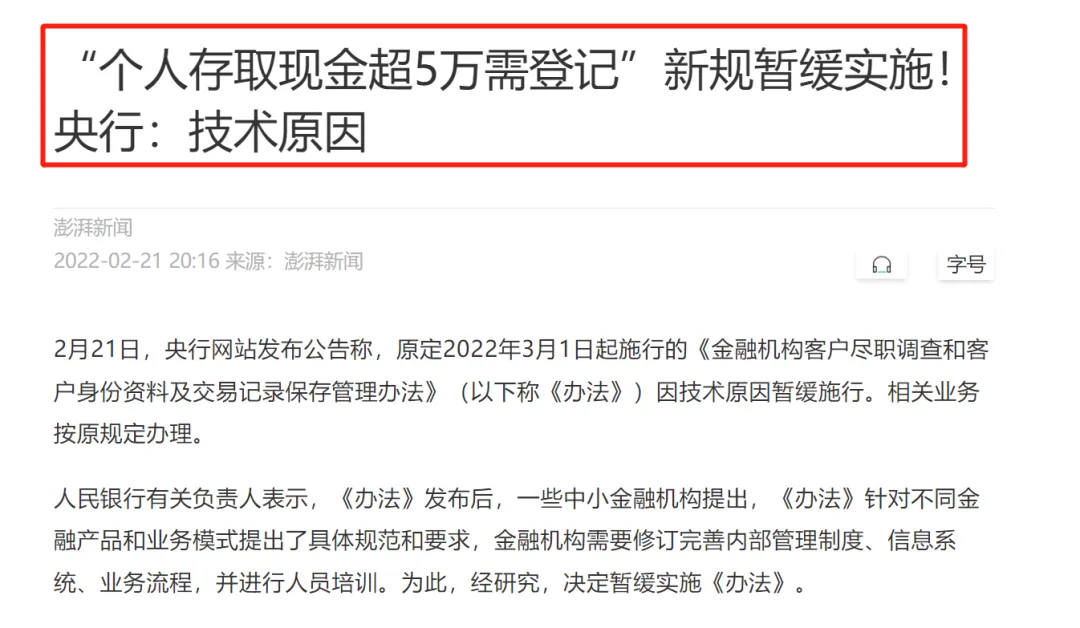 “个人存取现金超5万需登记”新规暂缓实施！
央行：技术原因
澎湃新闻
2022-02-21 20:16 来源：澎湃新闻
字号
2月21日，央行网站发布公告称，原定2022年3月1日起施行的《金融机构客户尽职调查和客
户身份资料及交易记录保存管理办法》（以下称《办法》）因技术原因暂缓施行。相关业务
按原规定办理。
人民银行有关负责人表示，《办法》发布后，一些中小金融机构提出，《办法》针对不同金
融产品和业务模式提出了具体规范和要求，金融机构需要修订完善内部管理制度、信息系
统、业务流程，并进行人员培训。为此，经研究，决定暂缓实施《办法》。